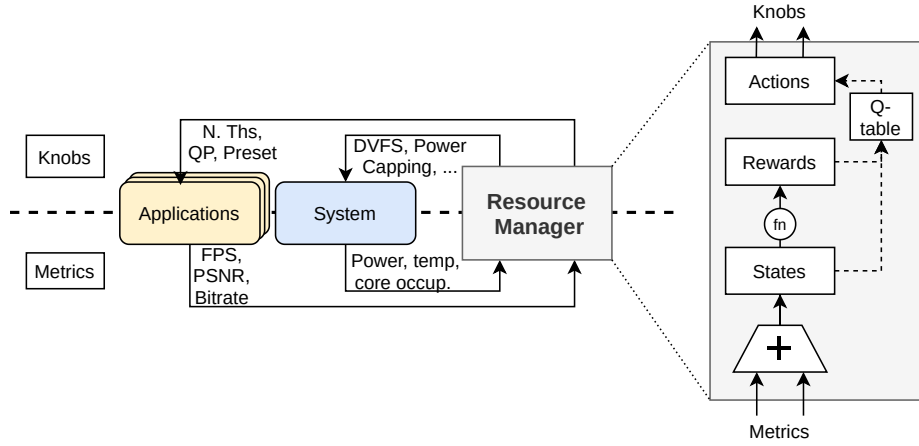 Knobs
Actions
Q-
table
N. Ths,
QP, Preset
DVFS, Power
Capping, ...
Knobs
Rewards
Applications
System
Resource
Manager
fn
Metrics
FPS,
PSNR,
Bitrate
Power, temp,
core occup.
States
+
Metrics